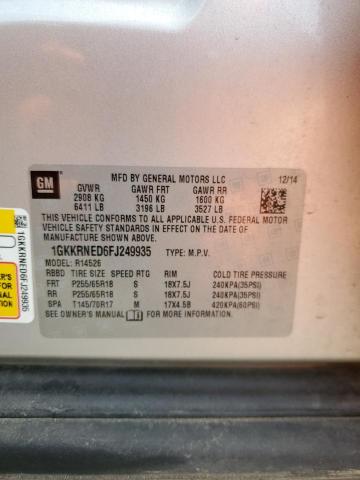 GM
MFD BY GENERAL MOTORS LLC 12/14
GVWR GAWR FRT GAWR RR
2908 KG 1450 KG 1600 KG
6411 LB 3196 LB 3527 LB
THIS VEHICLE CONFORMS TO ALL APPLICABLE U.S. FEDERAL MOTOR
VEHICLE SAFETY STANDARDS IN EFFECT ON THE DATE OF
MANUFACTURE SHOWN ABOVE.
1GKKRNED6FJ249935 TYPE: M.P.V.
MODEL: R14526
RBBD TIRE SIZE SPEED RTG RIM COLD TIRE PRESSURE
FRT P255/65R18 S 18X7.5J 240KPA(35PSI)
RR P255/65R18 S 18X7.5J 240KPA(35PSI)
SPA T145/70R17 M 17X4.5B 420KPA(60PSI)
SEE OWNER'S MANUAL FOR MORE INFORMATION.